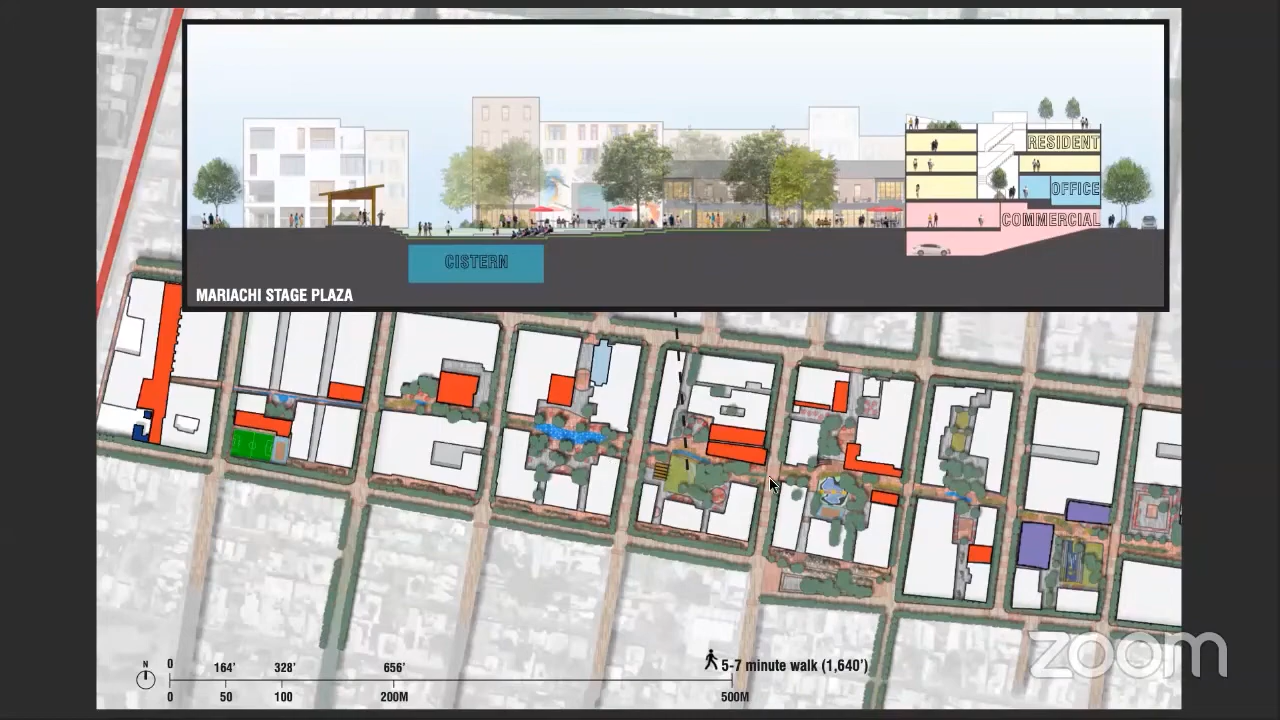 RESIDENT
OFFICE
COMMERCIAL
CISTERN
MARIACHI STAGE PLAZA
N
0 164' 328' 656'
5-7 minute walk (1,640')
0 50 100 200M 500M
zoom